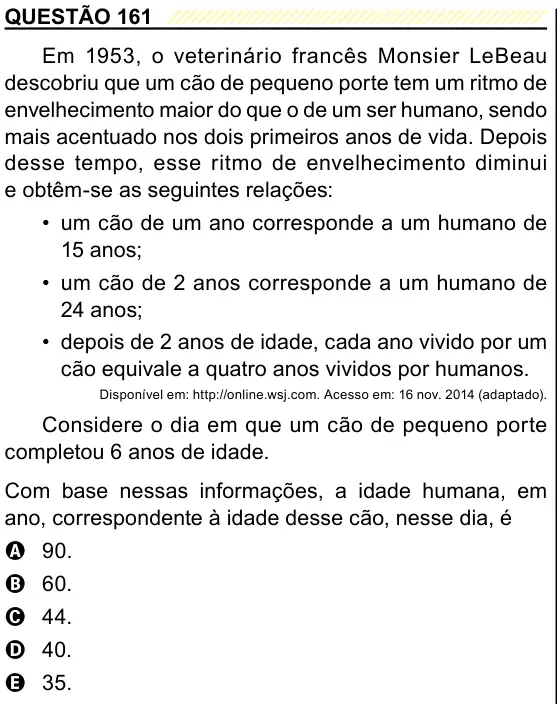 QUESTÃO 161
Em 1953, o veterinário francês Monsier LeBeau
descobriu que um cão de pequeno porte tem um ritmo de
envelhecimento maior do que o de um ser humano, sendo
mais acentuado nos dois primeiros anos de vida. Depois
desse tempo, esse ritmo de envelhecimento diminui
e obtêm-se as seguintes relações:
• um cão de um ano corresponde a um humano de
15 anos;
• um cão de 2 anos corresponde a um humano de
24 anos;
• depois de 2 anos de idade, cada ano vivido por um
cão equivale a quatro anos vividos por humanos.
Disponível em: http://online.wsj.com. Acesso em: 16 nov. 2014 (adaptado).
Considere o dia em que um cão de pequeno porte
completou 6 anos de idade.
Com base nessas informações, a idade humana, em
ano, correspondente à idade desse cão, nesse dia, é
A 90.
B 60.
C 44.
D 40.
E 35.